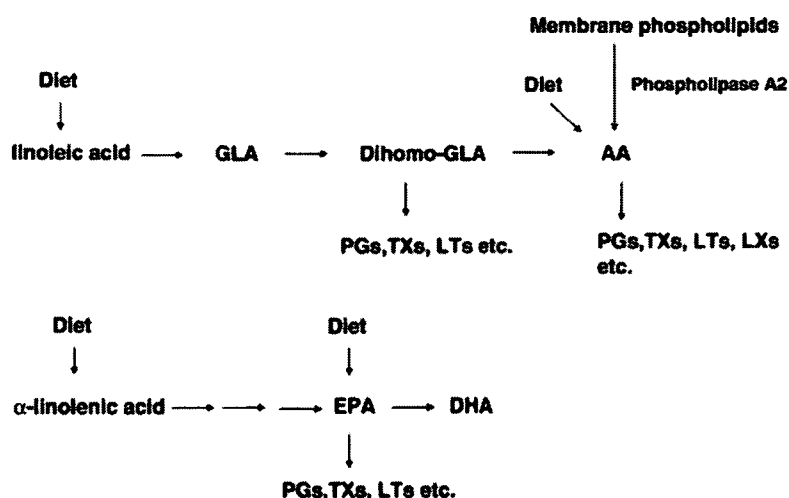 Membrane phospholipids
Diet
Diet
Phospholipase A2
linoleic acid
GLA
Dihomo-GLA
AA
PGs,TXs, LTs etc.
PGs,TXs, LTs, LXs
etc.
Diet
Diet
α-linolenic acid
EPA
DHA
PGs,TXs, LTs etc.